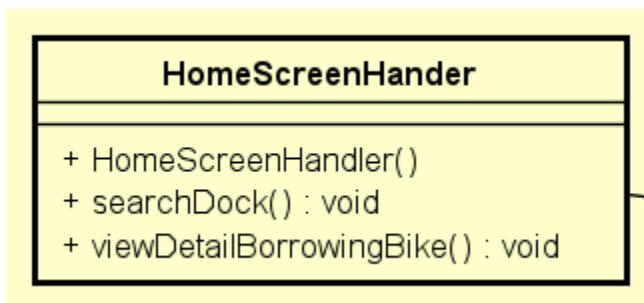 HomeScreenHander
+ HomeScreenHandler()
+ searchDock() : void
+ viewDetailBorrowingBike() : void